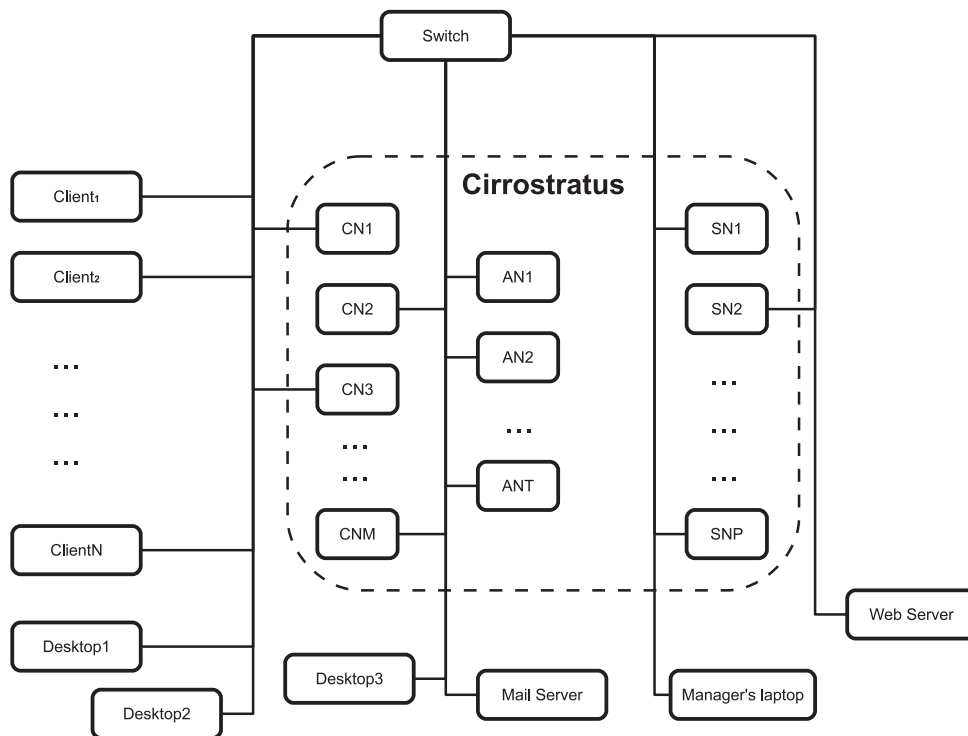 Switch
Cirrostratus
Client₁
CN1
SN1
Client₂
AN1
CN2
SN2
...
AN2
CN3
...
...
...
...
...
...
...
ANT
...
CNM
SNP
ClientN
Web Server
Desktop1
Desktop3
Mail Server
Manager's laptop
Desktop2